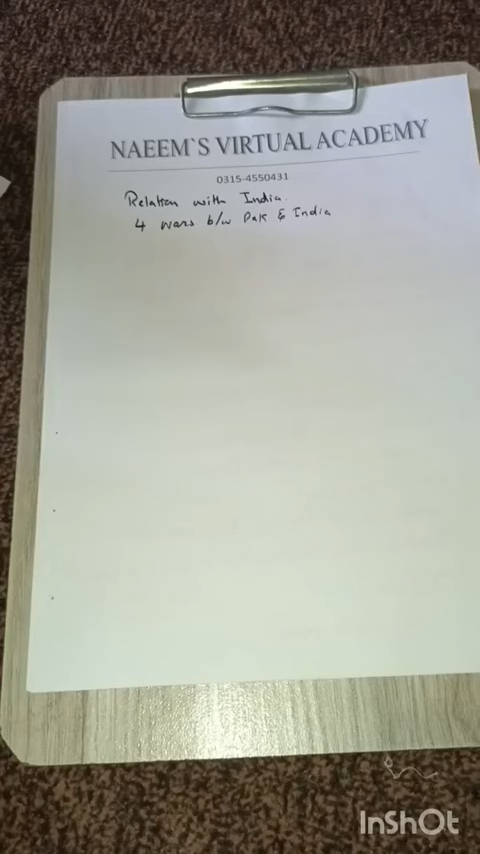 NAEEM`S VIRTUAL ACADEMY
0315-4550431
Relation with India.
4 wars b/w Pak & India
InShOt